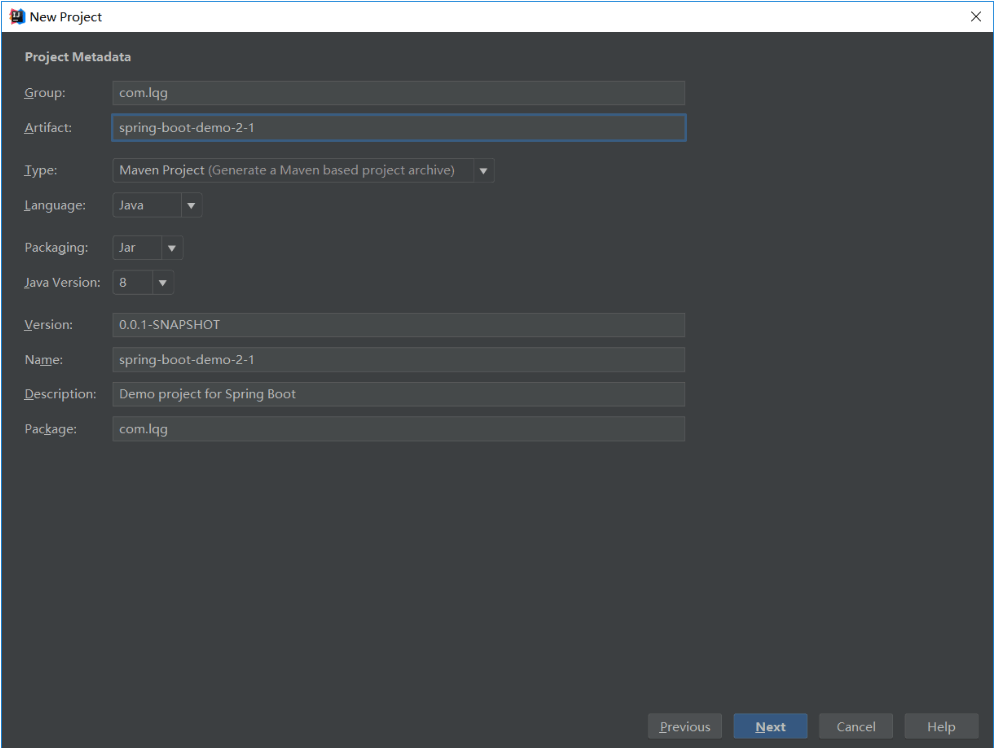 New Project
Project Metadata
Group: com.lqg
Artifact: spring-boot-demo-2-1
Type: Maven Project (Generate a Maven based project archive)
Language: Java
Packaging: Jar
Java Version: 8
Version: 0.0.1-SNAPSHOT
Name: spring-boot-demo-2-1
Description: Demo project for Spring Boot
Package: com.lqg
Previous Next Cancel Help